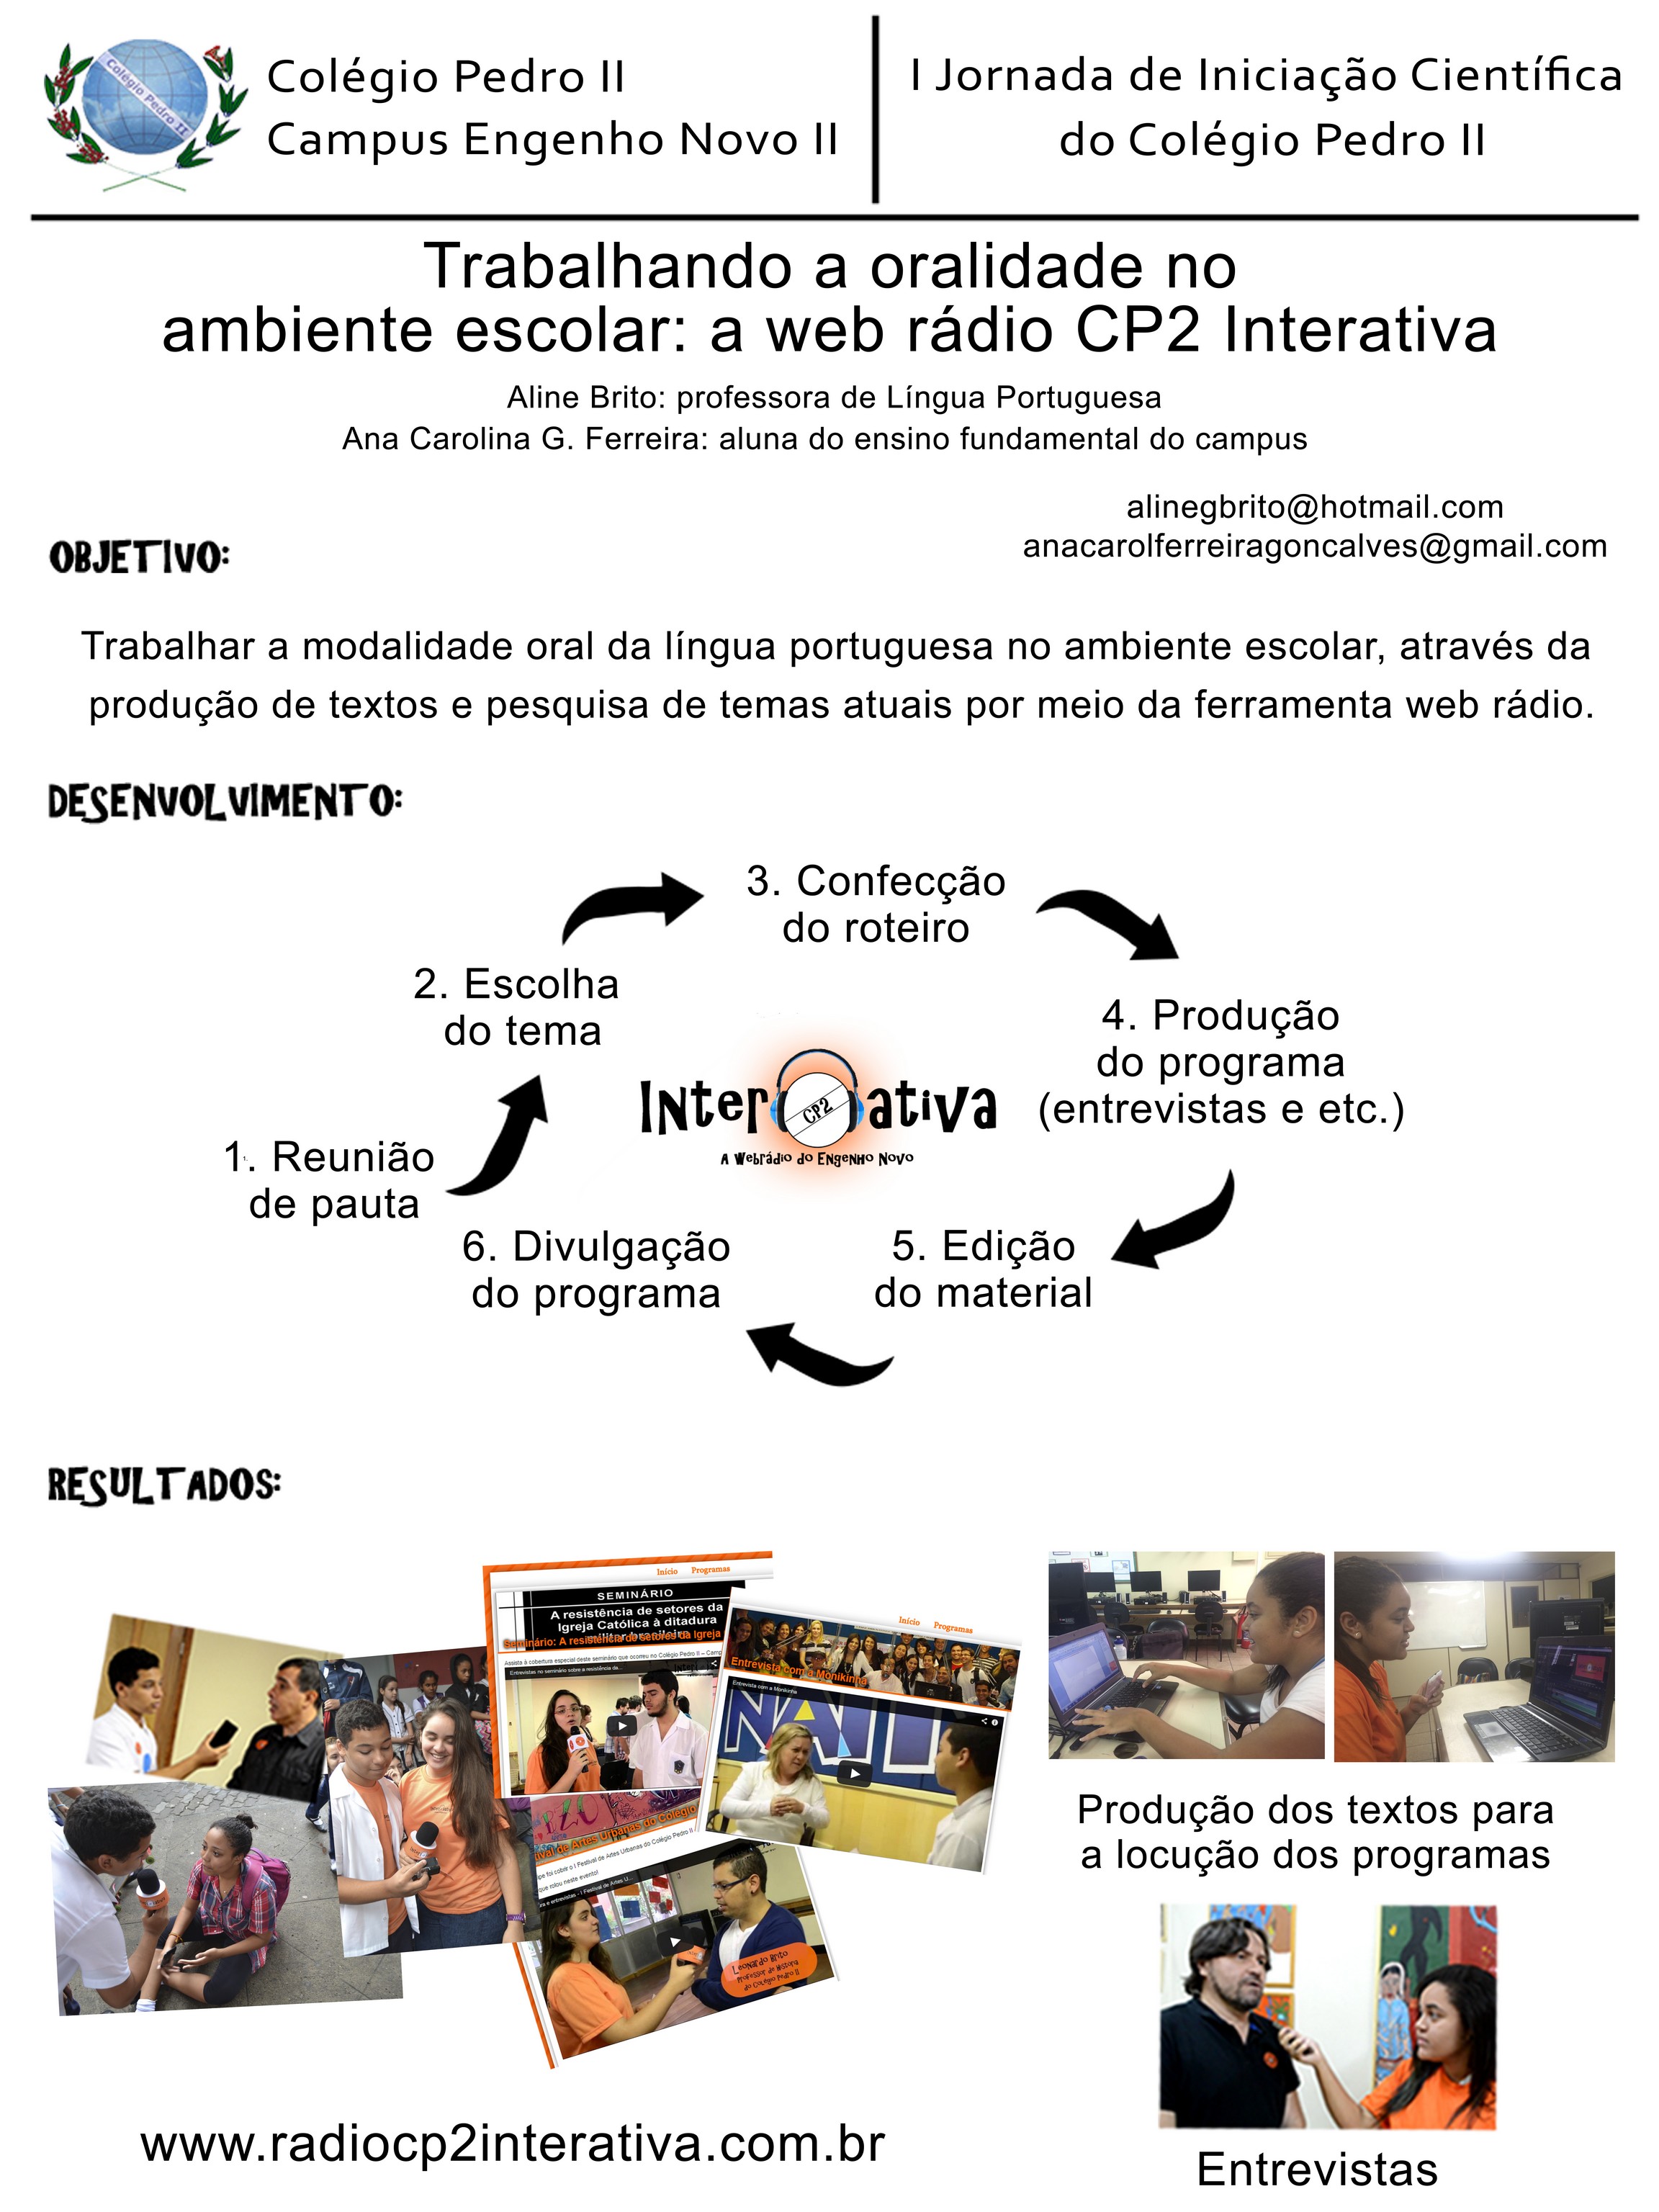 Colégio Pedro II
Colégio Pedro II
Campus Engenho Novo II
I Jornada de Iniciação Científica
do Colégio Pedro II
Trabalhando a oralidade no
ambiente escolar: a web rádio CP2 Interativa
Aline Brito: professora de Língua Portuguesa
Ana Carolina G. Ferreira: aluna do ensino fundamental do campus
alinegbrito@hotmail.com
anacarolferreiragoncalves@gmail.com
OBJETIVO:
Trabalhar a modalidade oral da língua portuguesa no ambiente escolar, através da
produção de textos e pesquisa de temas atuais por meio da ferramenta web rádio.
DESENVOLVIMENTO:
3. Confecção
do roteiro
2. Escolha
do tema
4. Produção
do programa
(entrevistas e etc.)
Inter CP2 ativa
A Webrádio do Engenho Novo
1. Reunião
de pauta
6. Divulgação
do programa
5. Edição
do material
RESULTADOS:
Início Programas
SEMINÁRIO
A resistência de setores da
Igreja Católica à ditadura
militar brasileira
Seminário: A resistência de setores da Igreja
Assista à cobertura especial deste seminário que ocorreu no Colégio Pedro II – Camp
Entrevistas no seminário sobre a resistência da...
Início Programas
Entrevista com a Monikinha
Entrevista com a Monikinha
ival de Artes Urbanas do Colégio
ipe foi cobrir o I Festival de Artes Urbanas do Colégio Pedro II
que rolou neste evento!
ra e entrevistas - I Festival de Artes U...
Leonardo Brito
Professor de História
do Colégio Pedro II
Produção dos textos para
a locução dos programas
www.radiocp2interativa.com.br
Entrevistas